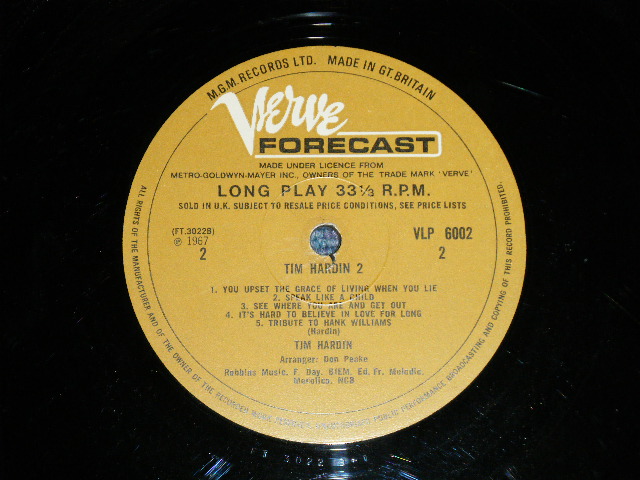 M.G.M. RECORDS LTD. MADE IN GT. BRITAIN
Verve
FORECAST
MADE UNDER LICENCE FROM
METRO-GOLDWYN-MAYER INC., OWNERS OF THE TRADE MARK 'VERVE'
LONG PLAY 33⅓ R.P.M.
SOLD IN U.K. SUBJECT TO RESALE PRICE CONDITIONS, SEE PRICE LISTS
(FT.3022B)
℗ 1967
2
VLP 6002
2
TIM HARDIN 2
1. YOU UPSET THE GRACE OF LIVING WHEN YOU LIE
2. SPEAK LIKE A CHILD
3. SEE WHERE YOU ARE AND GET OUT
4. IT'S HARD TO BELIEVE IN LOVE FOR LONG
5. TRIBUTE TO HANK WILLIAMS
(Hardin)
TIM HARDIN
Arranger: Don Peake
Robbins Music, F. Day, BIEM, Ed. Fr. Melodie,
Merolico, NCB
ALL RIGHTS OF THE MANUFACTURER AND OF THE OWNER OF THE RECORDED WORK RESERVED PUBLIC PERFORMANCE BROADCASTING AND COPYING OF THIS RECORD PROHIBITED.